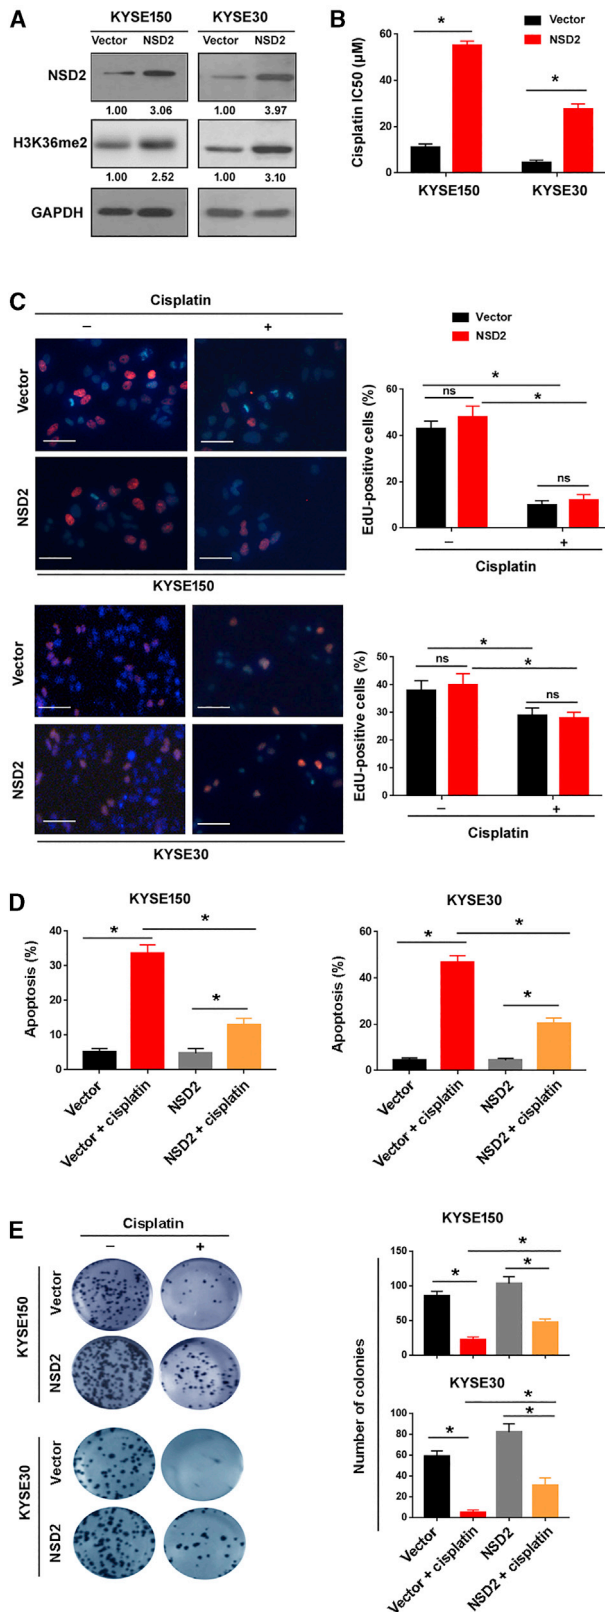 A
KYSE150 KYSE30
Vector NSD2 Vector NSD2
NSD2
1.00 3.06 1.00 3.97
H3K36me2
1.00 2.52 1.00 3.10
GAPDH
B
Vector
NSD2
Cisplatin IC50 (μM)
60
40
20
0
* *
KYSE150 KYSE30
C
Cisplatin
– +
Vector
NSD2
KYSE150
Vector
NSD2
KYSE30
Vector
NSD2
EdU-positive cells (%)
60
40
20
0
*
ns *
ns
– +
Cisplatin
EdU-positive cells (%)
50
40
30
20
10
0
*
ns *
ns
– +
Cisplatin
D
KYSE150
Apoptosis (%)
40
30
20
10
0
* *
*
Vector
Vector + cisplatin
NSD2
NSD2 + cisplatin
KYSE30
Apoptosis (%)
60
40
20
0
* *
*
Vector
Vector + cisplatin
NSD2
NSD2 + cisplatin
E
Cisplatin
– +
KYSE150
Vector
NSD2
KYSE30
Vector
NSD2
Number of colonies
KYSE150
150
100
50
0
*
* *
KYSE30
100
80
60
40
20
0
*
* *
Vector
Vector + cisplatin
NSD2
NSD2 + cisplatin